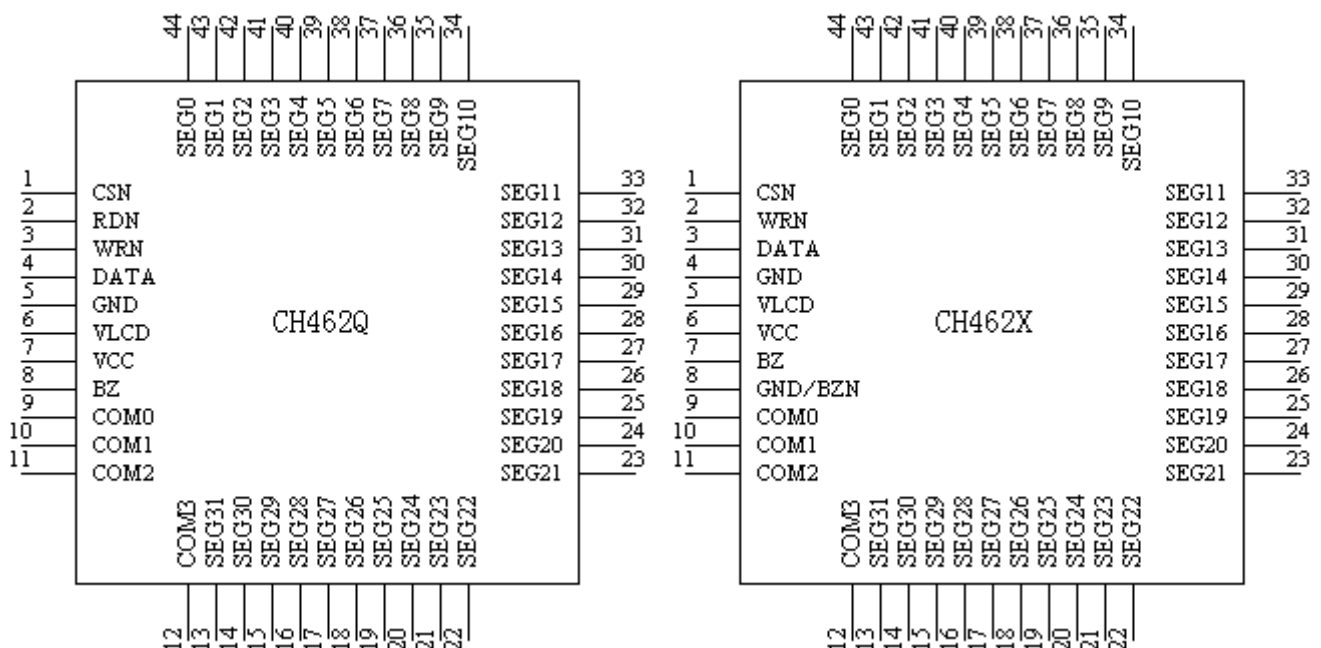 44 43 42 41 40 39 38 37 36 35 34
SEG0 SEG1 SEG2 SEG3 SEG4 SEG5 SEG6 SEG7 SEG8 SEG9 SEG10
1 CSN SEG11 33
2 RDN SEG12 32
3 WRN SEG13 31
4 DATA SEG14 30
5 GND SEG15 29
6 VLCD SEG16 28
7 VCC SEG17 27
8 BZ SEG18 26
9 COM0 SEG19 25
10 COM1 SEG20 24
11 COM2 SEG21 23
CH462Q
COM3 SEG31 SEG30 SEG29 SEG28 SEG27 SEG26 SEG25 SEG24 SEG23 SEG22
12 13 14 15 16 17 18 19 20 21 22
44 43 42 41 40 39 38 37 36 35 34
SEG0 SEG1 SEG2 SEG3 SEG4 SEG5 SEG6 SEG7 SEG8 SEG9 SEG10
1 CSN SEG11 33
2 WRN SEG12 32
3 DATA SEG13 31
4 GND SEG14 30
5 VLCD SEG15 29
6 VCC SEG16 28
7 BZ SEG17 27
8 GND/BZN SEG18 26
9 COM0 SEG19 25
10 COM1 SEG20 24
11 COM2 SEG21 23
CH462X
COM3 SEG31 SEG30 SEG29 SEG28 SEG27 SEG26 SEG25 SEG24 SEG23 SEG22
12 13 14 15 16 17 18 19 20 21 22